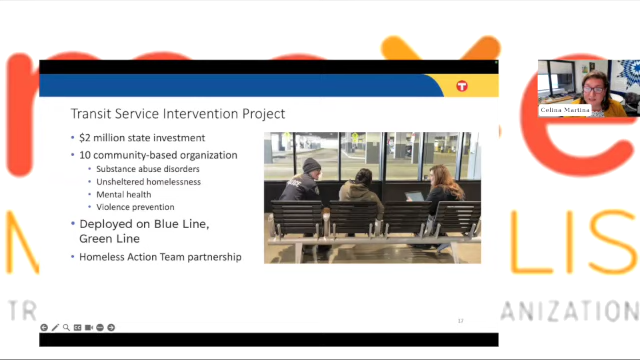 Transit Service Intervention Project
• $2 million state investment
• 10 community-based organization
• Substance abuse disorders
• Unsheltered homelessness
• Mental health
• Violence prevention
• Deployed on Blue Line,
Green Line
• Homeless Action Team partnership
Celina Martina
LIS
TR
ANIZATION